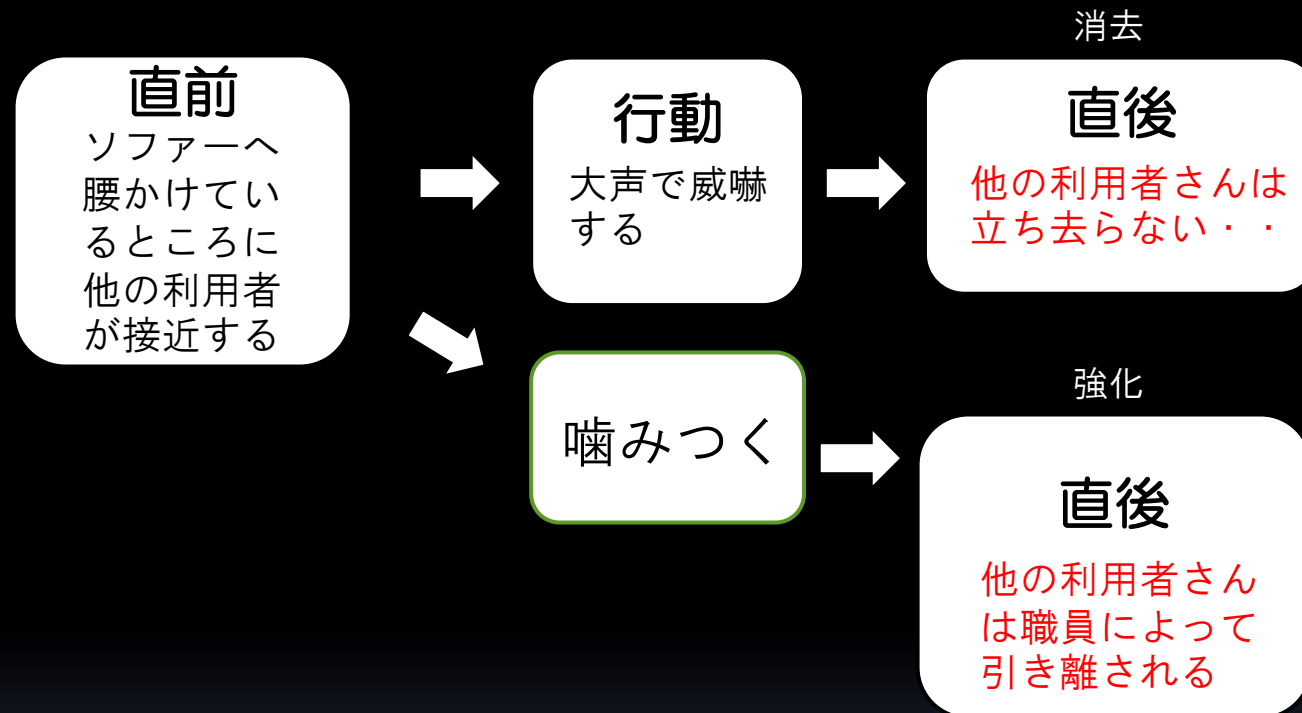 直前
ソファーへ
腰かけてい
るところに
他の利用者
が接近する
行動
大声で威嚇
する
消去
直後
他の利用者さんは
立ち去らない・・
噛みつく
強化
直後
他の利用者さん
は職員によって
引き離される